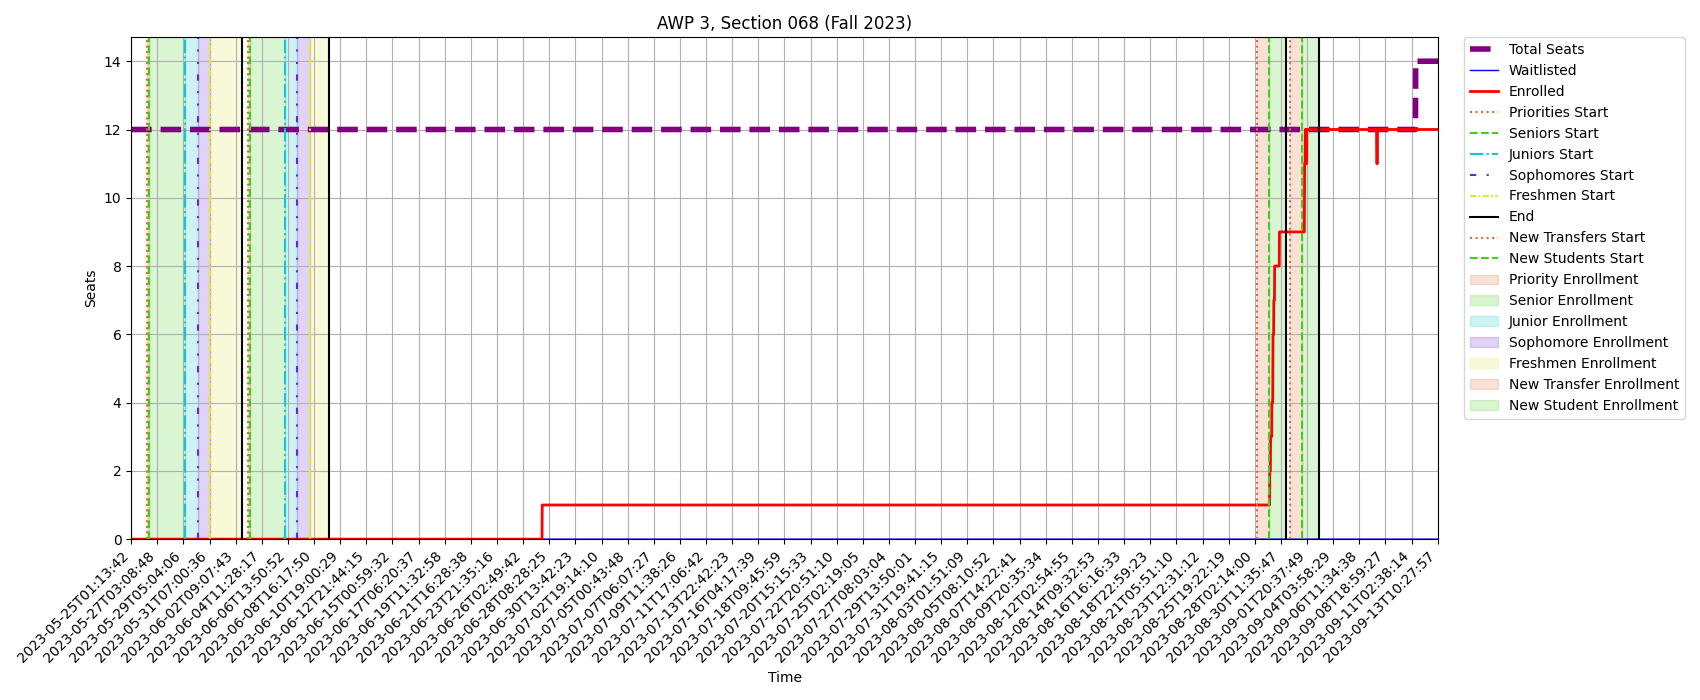 AWP 3, Section 068 (Fall 2023)
Seats
14
12
10
8
6
4
2
0
2023-05-25T01:13:42
2023-05-27T03:08:48
2023-05-29T05:04:06
2023-05-31T07:00:36
2023-06-02T09:07:43
2023-06-04T11:28:17
2023-06-06T13:50:52
2023-06-08T16:17:50
2023-06-10T19:00:29
2023-06-12T21:44:15
2023-06-15T00:59:32
2023-06-17T06:20:37
2023-06-19T11:32:58
2023-06-21T16:28:38
2023-06-23T21:35:16
2023-06-26T02:49:42
2023-06-28T08:28:25
2023-06-30T13:42:23
2023-07-02T19:14:10
2023-07-05T00:43:48
2023-07-07T06:07:27
2023-07-09T11:38:26
2023-07-11T17:06:42
2023-07-13T22:42:23
2023-07-16T04:17:39
2023-07-18T09:45:59
2023-07-20T15:15:33
2023-07-22T20:51:10
2023-07-25T02:19:05
2023-07-27T08:03:04
2023-07-29T13:50:01
2023-07-31T19:41:15
2023-08-03T01:51:09
2023-08-05T08:10:52
2023-08-07T14:22:41
2023-08-09T20:35:34
2023-08-12T02:54:55
2023-08-14T09:32:53
2023-08-16T16:16:33
2023-08-18T22:59:23
2023-08-21T05:51:10
2023-08-23T12:31:12
2023-08-25T19:22:19
2023-08-28T02:14:00
2023-08-30T11:35:47
2023-09-01T20:37:49
2023-09-04T03:58:29
2023-09-06T11:34:38
2023-09-08T18:59:27
2023-09-11T02:38:14
2023-09-13T10:27:57
Time
Total Seats
Waitlisted
Enrolled
Priorities Start
Seniors Start
Juniors Start
Sophomores Start
Freshmen Start
End
New Transfers Start
New Students Start
Priority Enrollment
Senior Enrollment
Junior Enrollment
Sophomore Enrollment
Freshmen Enrollment
New Transfer Enrollment
New Student Enrollment